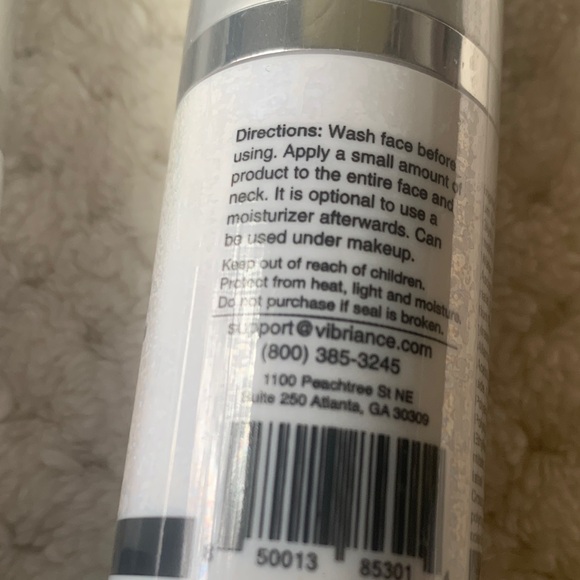 Directions: Wash face before
using. Apply a small amount of
product to the entire face and
neck. It is optional to use a
moisturizer afterwards. Can
be used under makeup.
Keep out of reach of children.
Protect from heat, light and moisture.
Do not purchase if seal is broken.
support@vibriance.com
(800) 385-3245
1100 Peachtree St NE
Suite 250 Atlanta, GA 30309
50013 85301